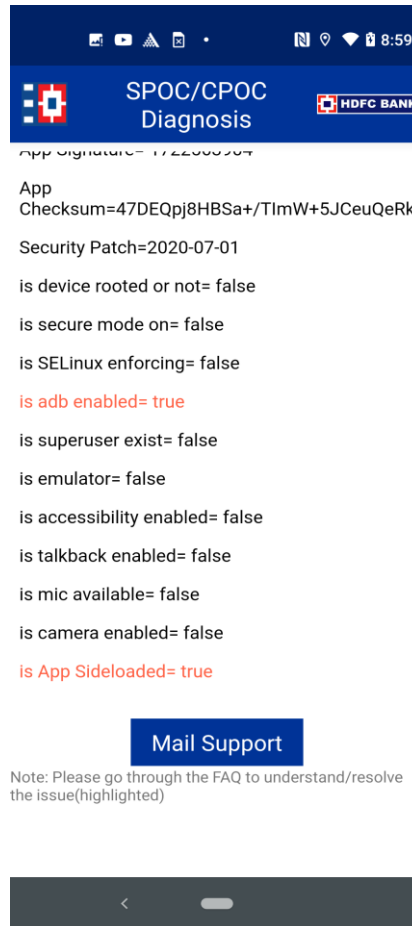 8:59
SPOC/CPOC
Diagnosis
HDFC BANK
App
Checksum=47DEQpj8HBSa+/TImW+5JCeuQeRk
Security Patch=2020-07-01
is device rooted or not= false
is secure mode on= false
is SELinux enforcing= false
is adb enabled= true
is superuser exist= false
is emulator= false
is accessibility enabled= false
is talkback enabled= false
is mic available= false
is camera enabled= false
is App Sideloaded= true
Mail Support
Note: Please go through the FAQ to understand/resolve
the issue(highlighted)